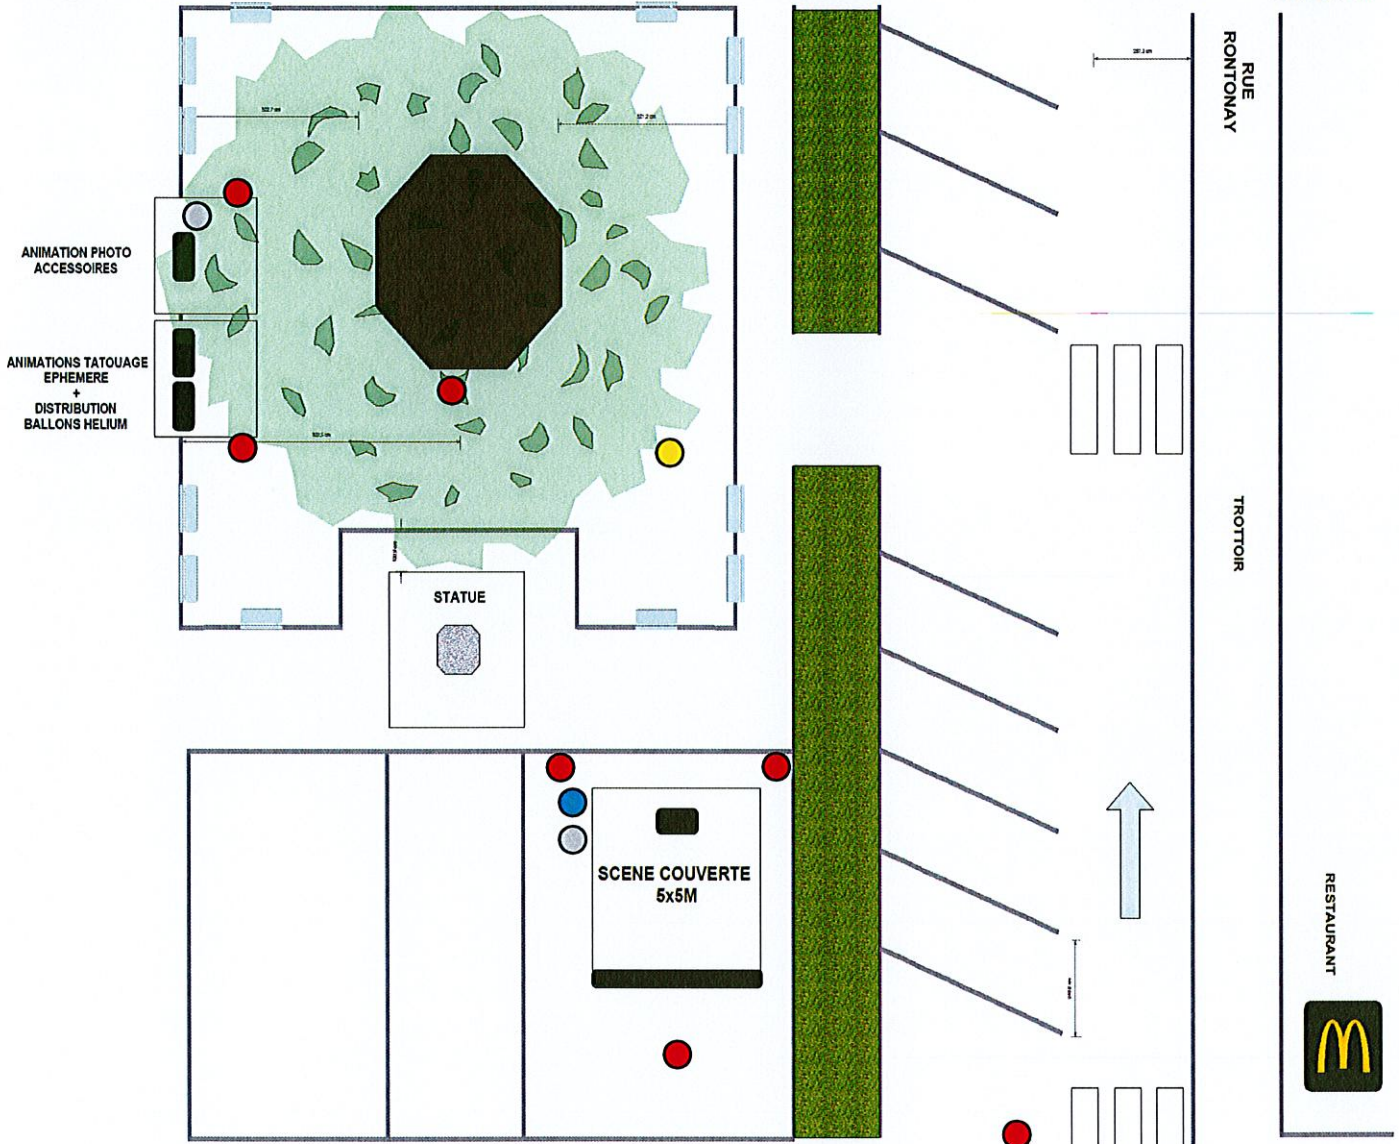 RUE
RONTONAY
ANIMATION PHOTO
ACCESSOIRES
ANIMATIONS TATOUAGE
EPHEMERE
+
DISTRIBUTION
BALLONS HELIUM
TROTTOIR
STATUE
SCENE COUVERTE
5x5M
RESTAURANT